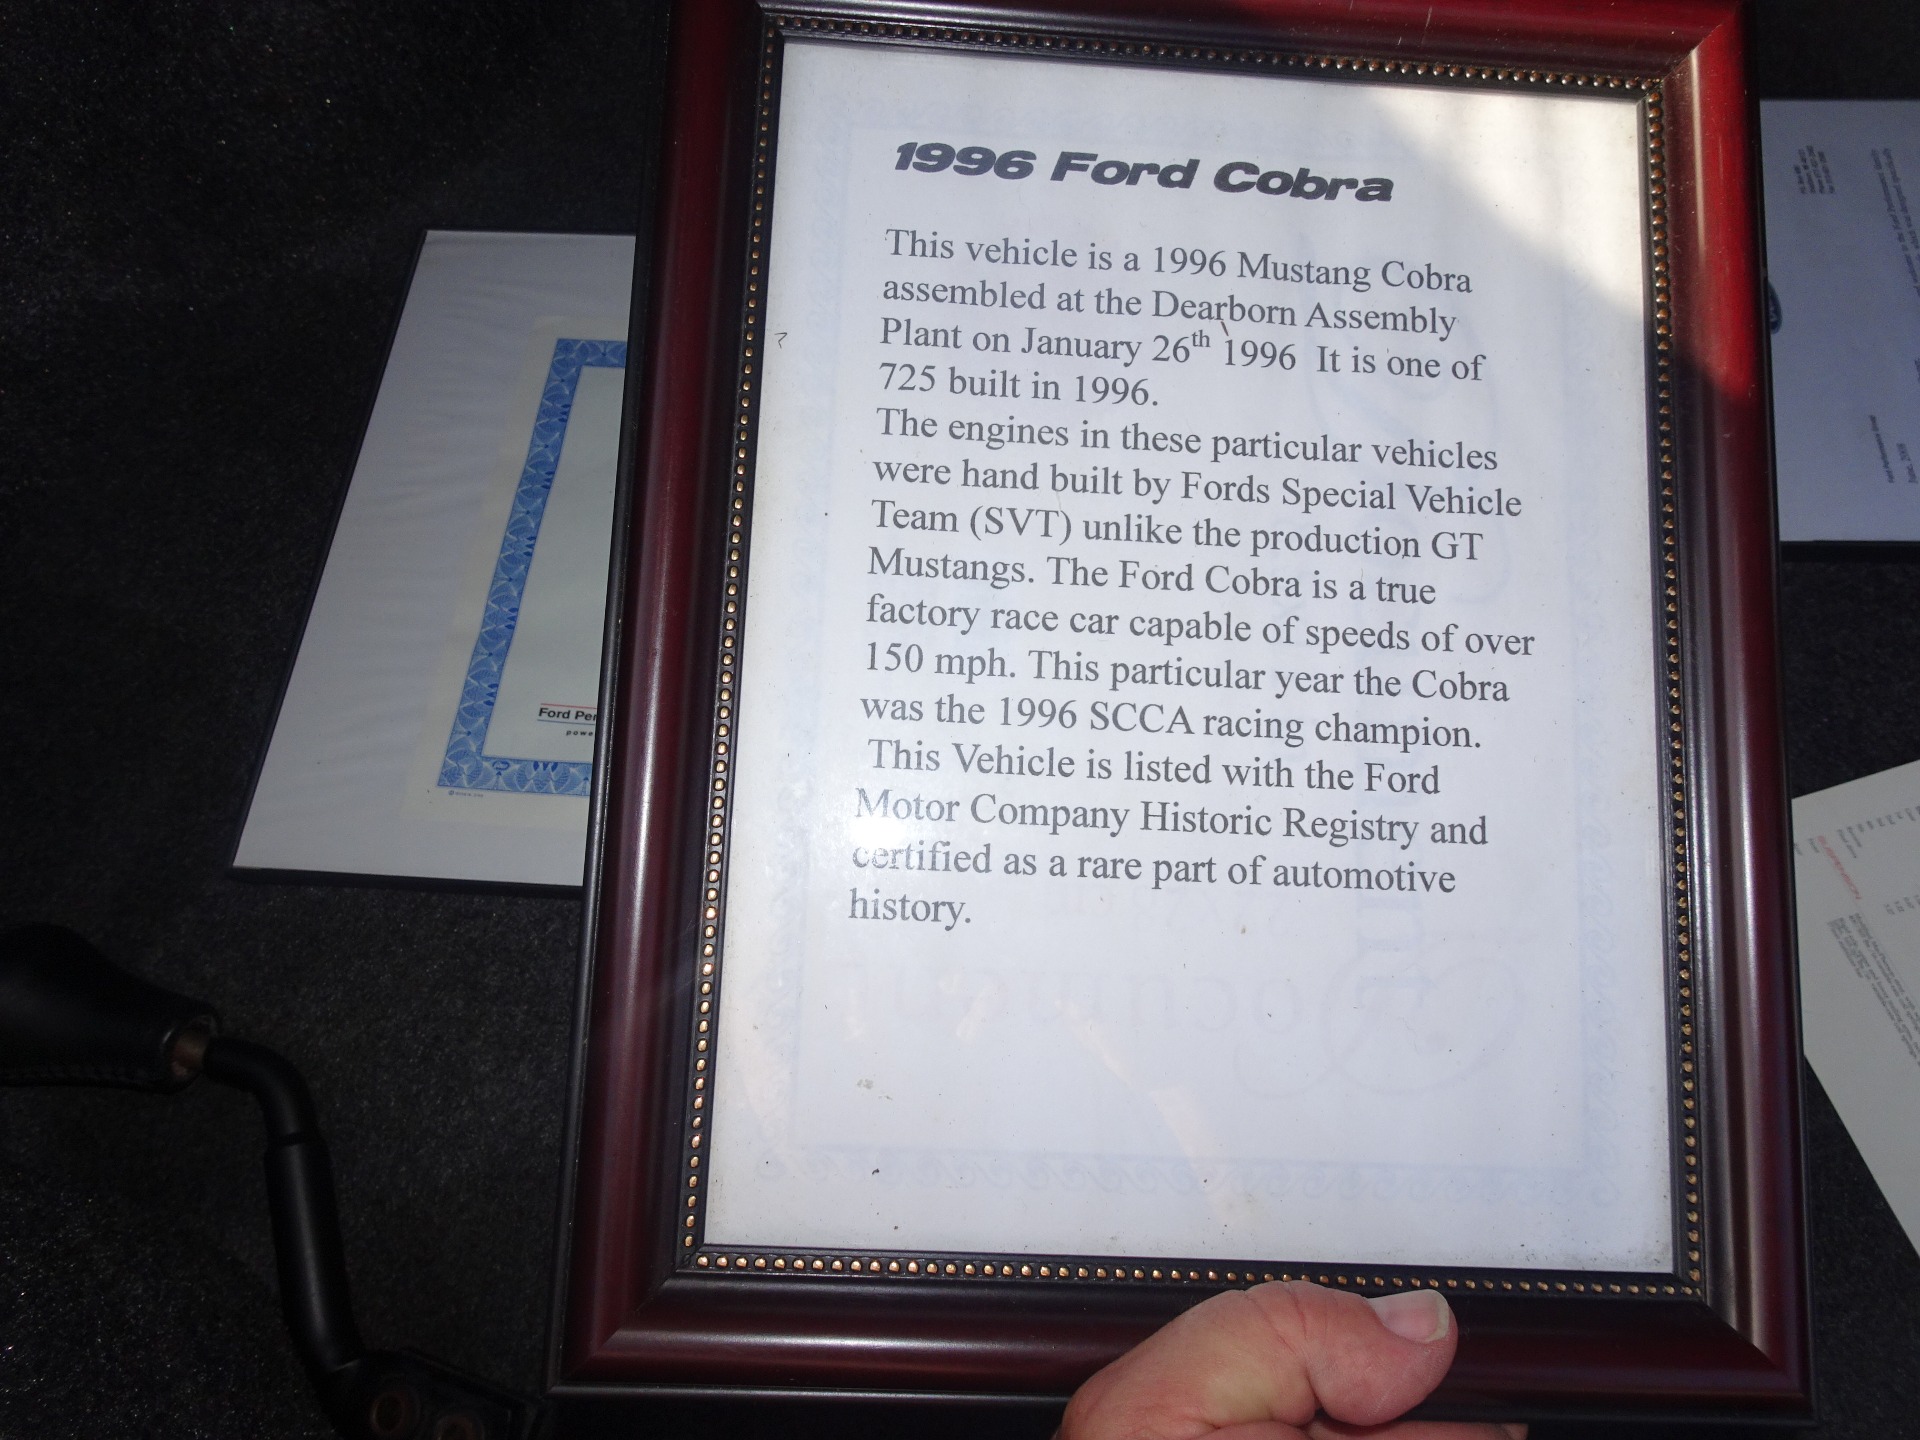 1996 Ford Cobra
This vehicle is a 1996 Mustang Cobra
assembled at the Dearborn Assembly
Plant on January 26th 1996 It is one of
725 built in 1996.
The engines in these particular vehicles
were hand built by Fords Special Vehicle
Team (SVT) unlike the production GT
Mustangs. The Ford Cobra is a true
factory race car capable of speeds of over
150 mph. This particular year the Cobra
was the 1996 SCCA racing champion.
This Vehicle is listed with the Ford
Motor Company Historic Registry and
certified as a rare part of automotive
history.
Ford Per
powe